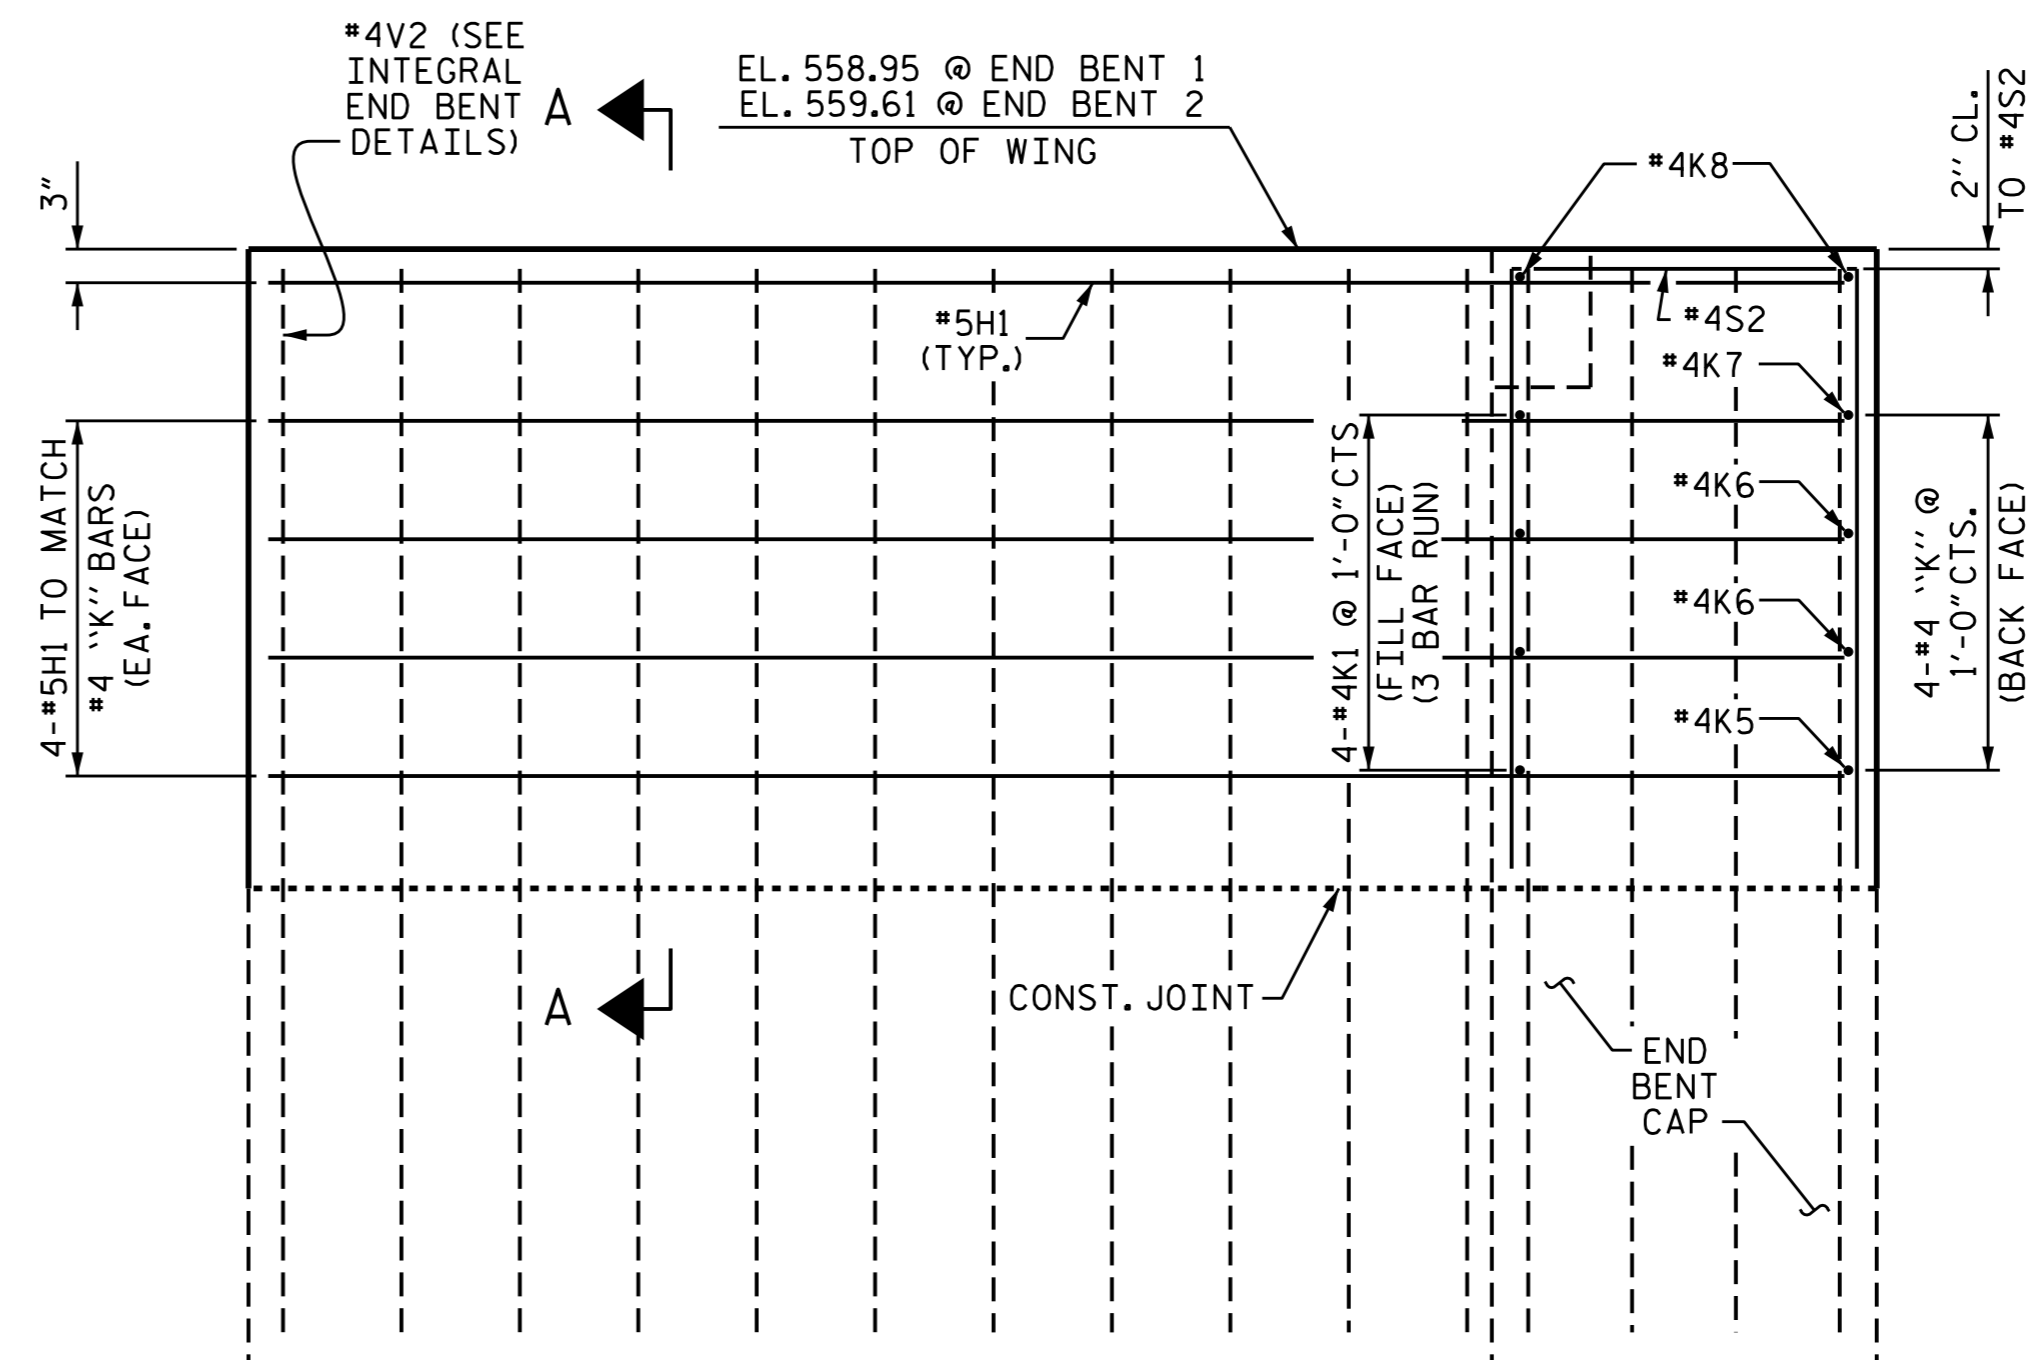 #4V2 (SEE
INTEGRAL
END BENT
DETAILS)
A
EL. 558.95 @ END BENT 1
EL. 559.61 @ END BENT 2
TOP OF WING
#4K8
2'' CL.
TO #4S2
3"
#5H1
(TYP.)
#4S2
#4K7
#4K6
#4K6
#4K5
4-#5H1 TO MATCH
#4 ``K'' BARS
(EA. FACE)
4-#4K1 @ 1'-0"CTS
(FILL FACE)
(3 BAR RUN)
4-#4 ``K'' @
1'-0"CTS.
(BACK FACE)
A
CONST. JOINT
END
BENT
CAP